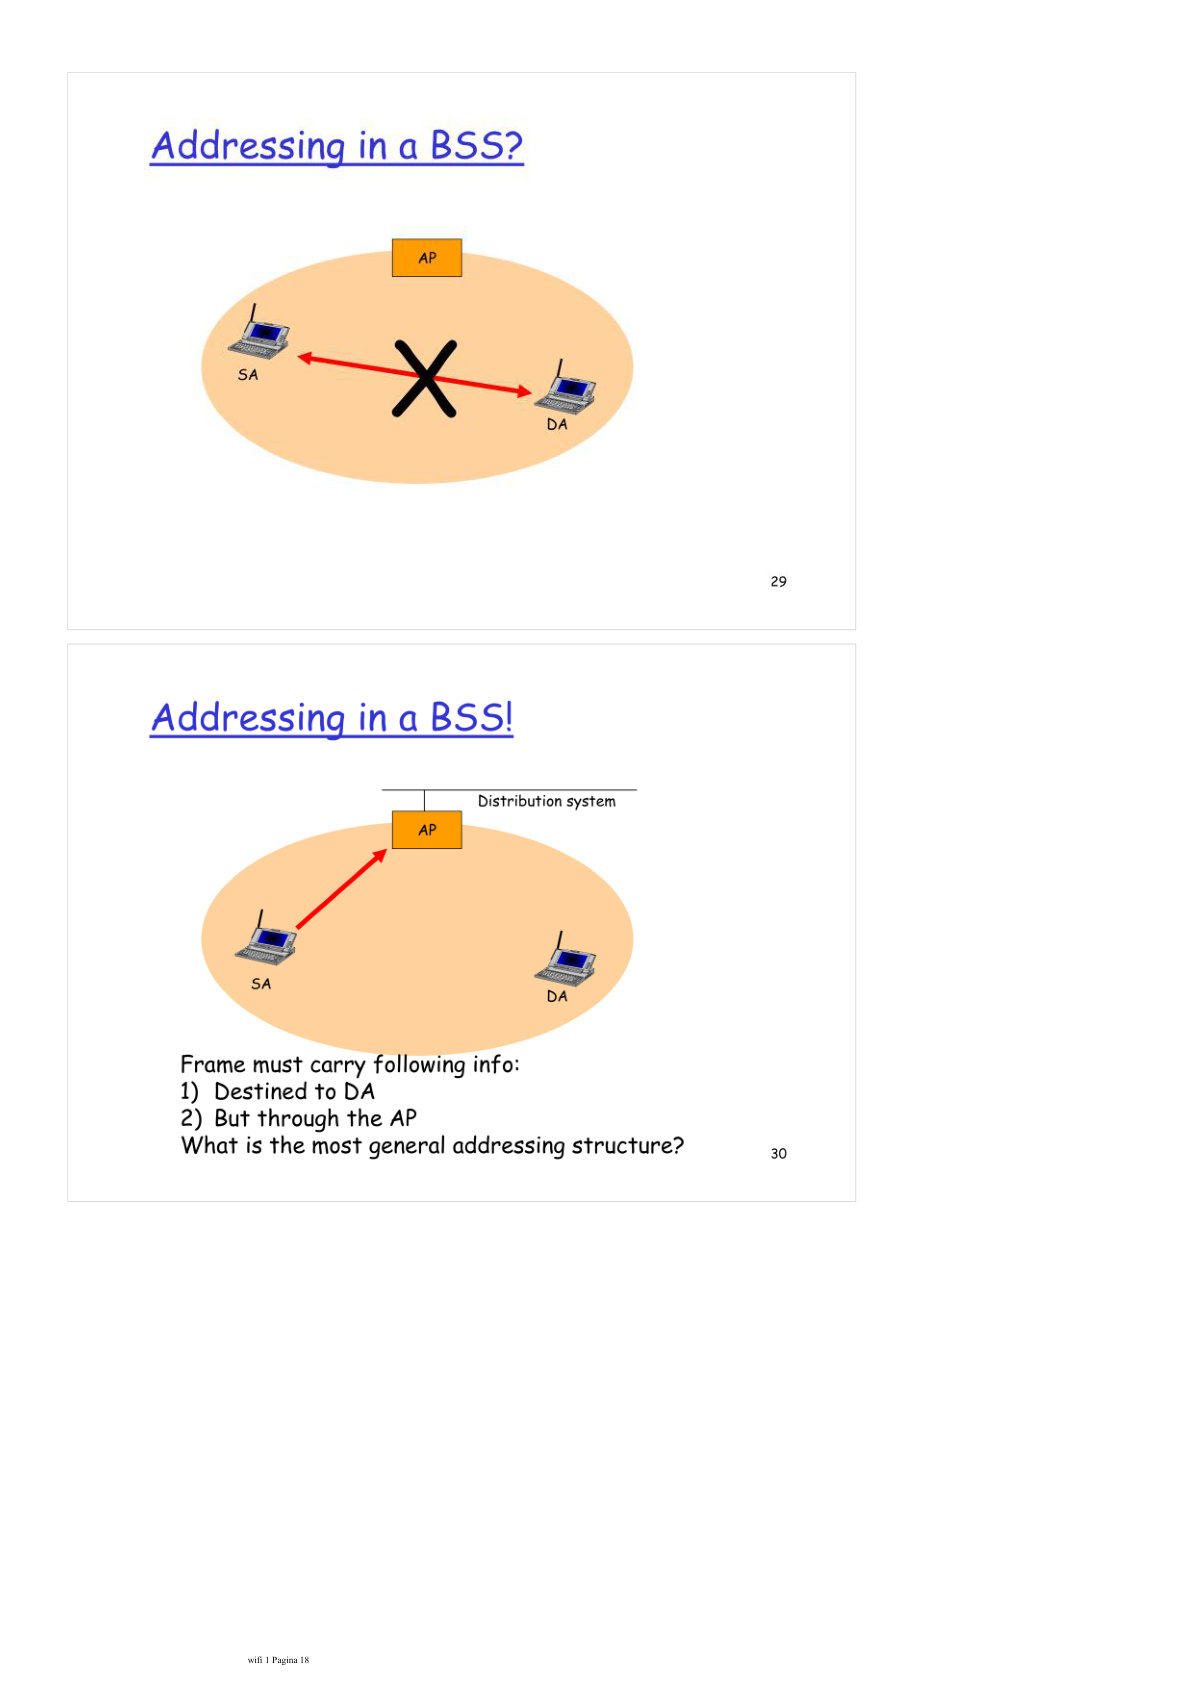 Addressing in a BSS?
AP
SA
DA
29
Addressing in a BSS!
Distribution system
AP
SA
DA
Frame must carry following info:
1) Destined to DA
2) But through the AP
What is the most general addressing structure?
30
wifi 1 Pagina 18